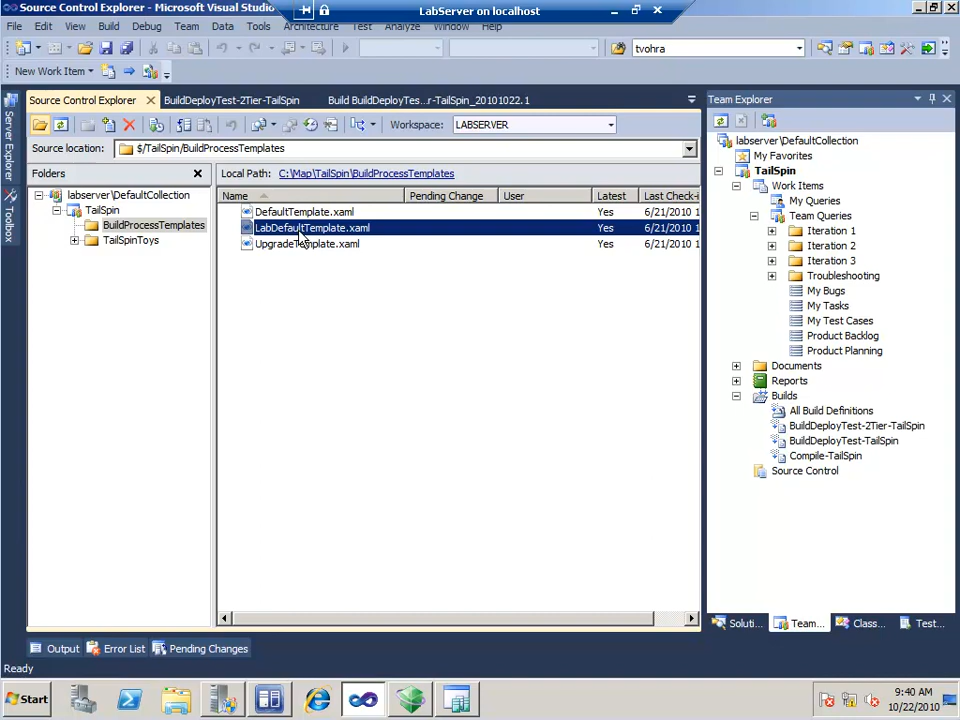 Source Control Explorer - Microsoft Visual Studio
LabServer on localhost
File Edit View Build Debug Team Data Tools Architecture Test Analyze Window Help
tvohra
New Work Item
Source Control Explorer
BuildDeployTest-2Tier-TailSpin
Build BuildDeployTes...r-TailSpin_20101022.1
Workspace: LABSERVER
Source location: $/TailSpin/BuildProcessTemplates
Folders
Local Path: C:\Map\TailSpin\BuildProcessTemplates
labserver\DefaultCollection
TailSpin
BuildProcessTemplates
TailSpinToys
Name Pending Change User Latest Last Check-i
DefaultTemplate.xaml Yes 6/21/2010 1
LabDefaultTemplate.xaml Yes 6/21/2010 1
UpgradeTemplate.xaml Yes 6/21/2010 1
Server Explorer
Toolbox
Team Explorer
labserver\DefaultCollection
My Favorites
TailSpin
Work Items
My Queries
Team Queries
Iteration 1
Iteration 2
Iteration 3
Troubleshooting
My Bugs
My Tasks
My Test Cases
Product Backlog
Product Planning
Documents
Reports
Builds
All Build Definitions
BuildDeployTest-2Tier-TailSpin
BuildDeployTest-TailSpin
Compile-TailSpin
Source Control
Soluti... Team... Class... Test...
Output Error List Pending Changes
Ready
Start
9:40 AM
10/22/2010